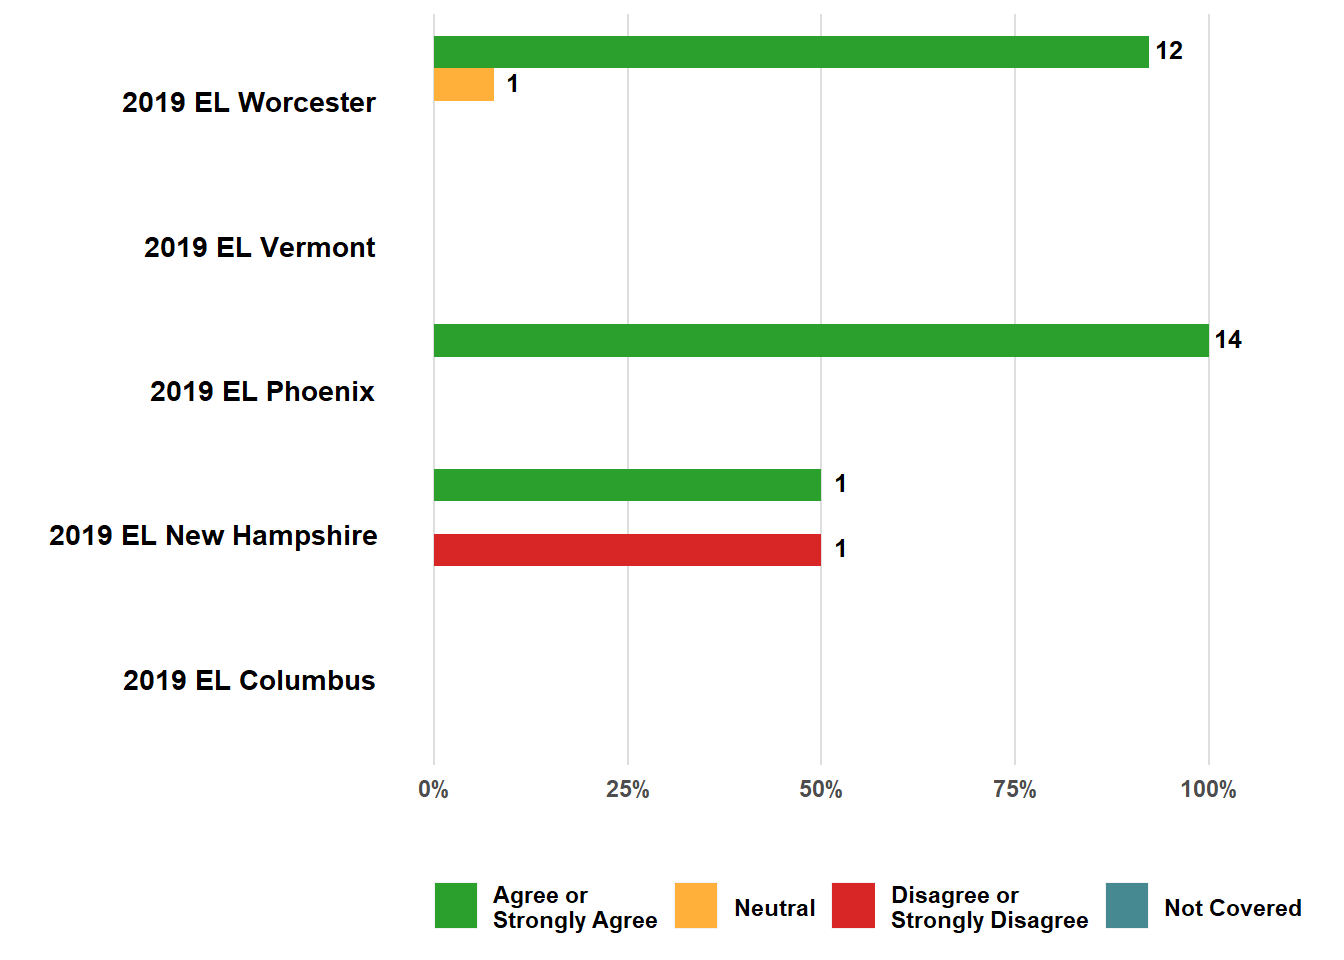 12
1
2019 EL Worcester
2019 EL Vermont
14
2019 EL Phoenix
1
2019 EL New Hampshire
1
2019 EL Columbus
0% 25% 50% 75% 100%
Agree or
Strongly Agree
Neutral
Disagree or
Strongly Disagree
Not Covered